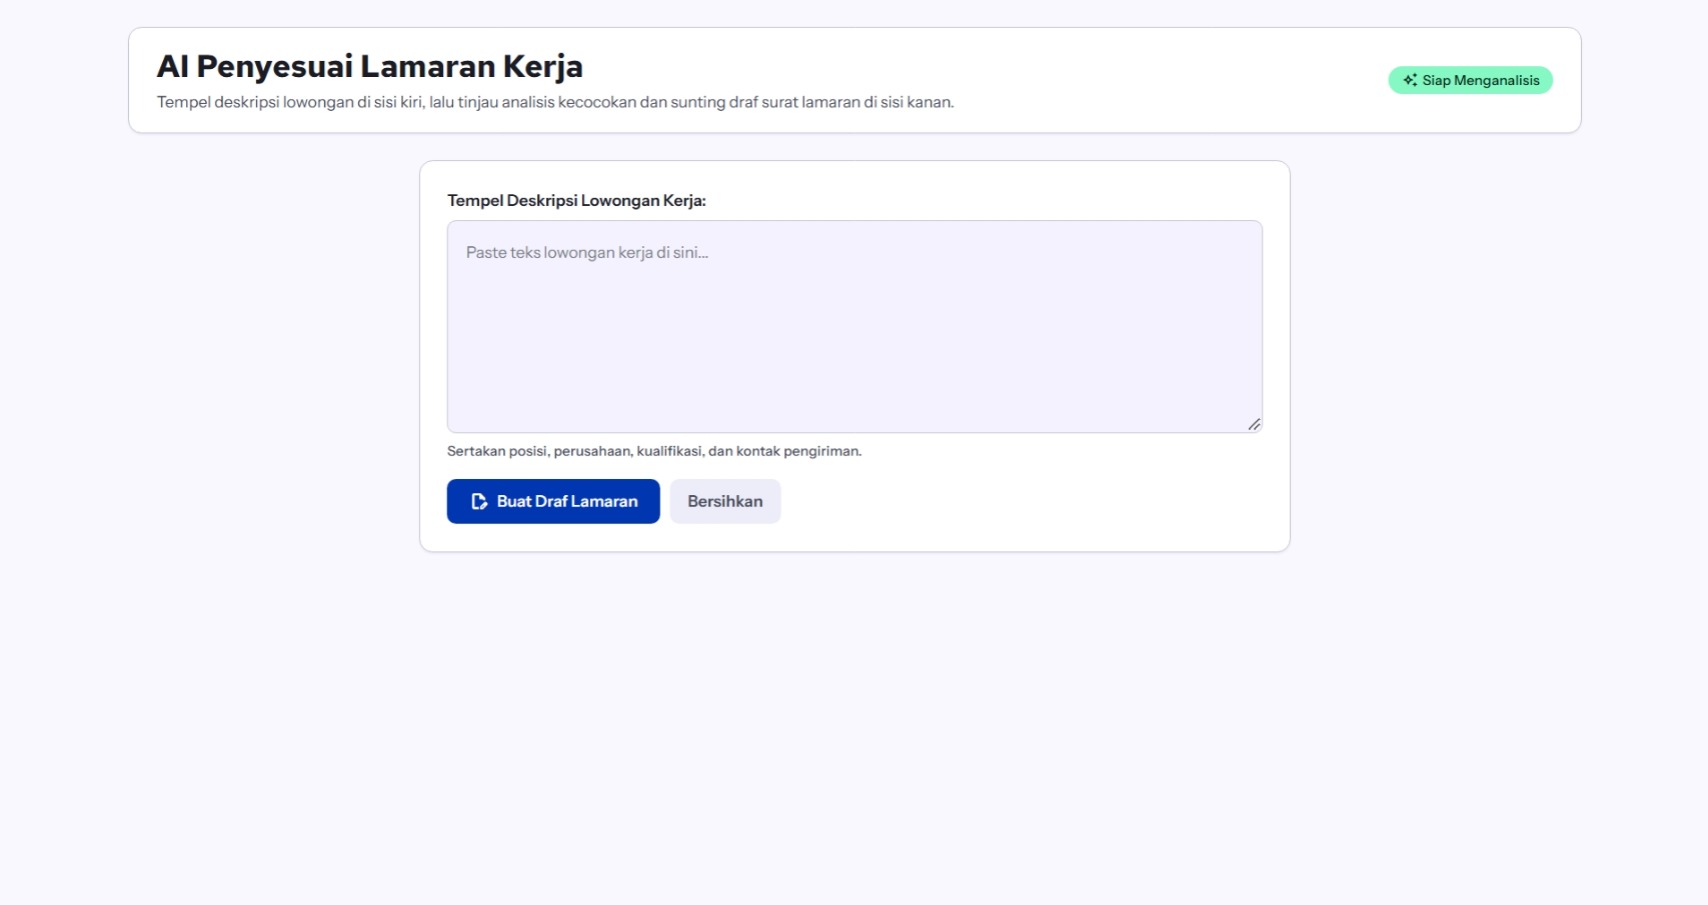 AI Penyesuai Lamaran Kerja
Tempel deskripsi lowongan di sisi kiri, lalu tinjau analisis kecocokan dan sunting draf surat lamaran di sisi kanan.
Siap Menganalisis
Tempel Deskripsi Lowongan Kerja:
Paste teks lowongan kerja di sini...
Sertakan posisi, perusahaan, kualifikasi, dan kontak pengiriman.
Buat Draf Lamaran
Bersihkan